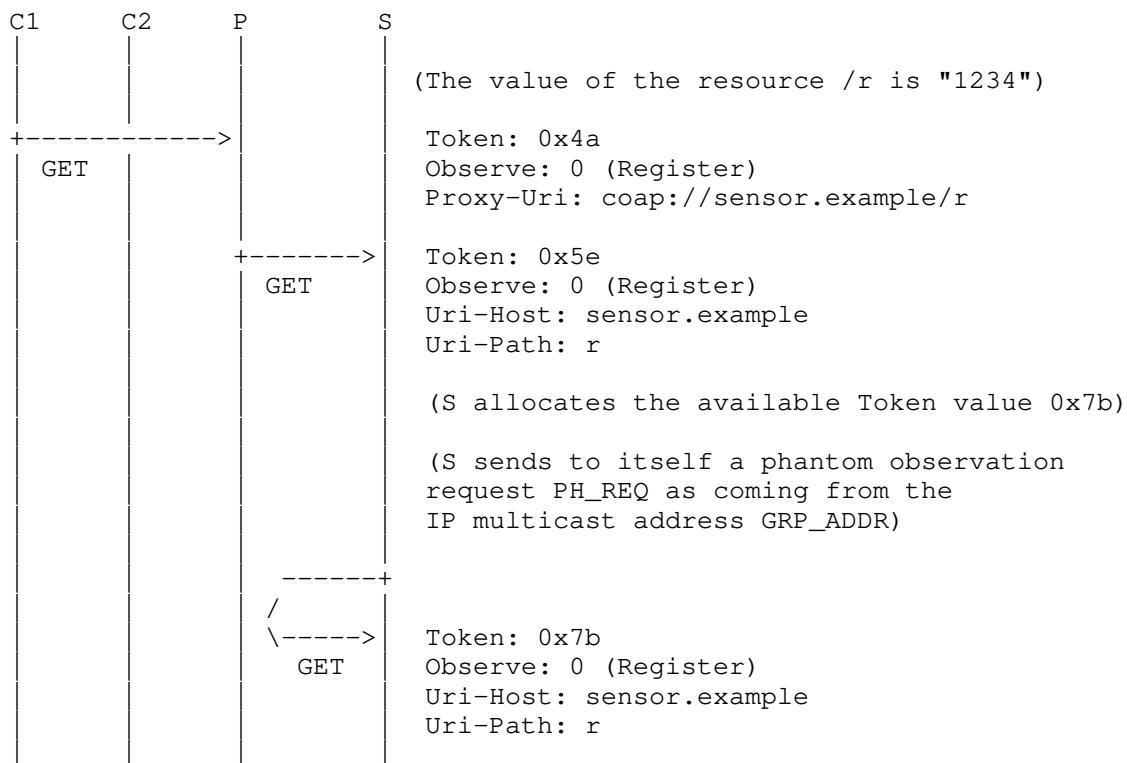 C1 C2 P S
(The value of the resource /r is "1234")
+------------>| Token: 0x4a
GET Observe: 0 (Register)
Proxy-Uri: coap://sensor.example/r
+------->| Token: 0x5e
GET Observe: 0 (Register)
Uri-Host: sensor.example
Uri-Path: r
(S allocates the available Token value 0x7b)
(S sends to itself a phantom observation
request PH_REQ as coming from the
IP multicast address GRP_ADDR)
------+
/
\----->| Token: 0x7b
GET Observe: 0 (Register)
Uri-Host: sensor.example
Uri-Path: r